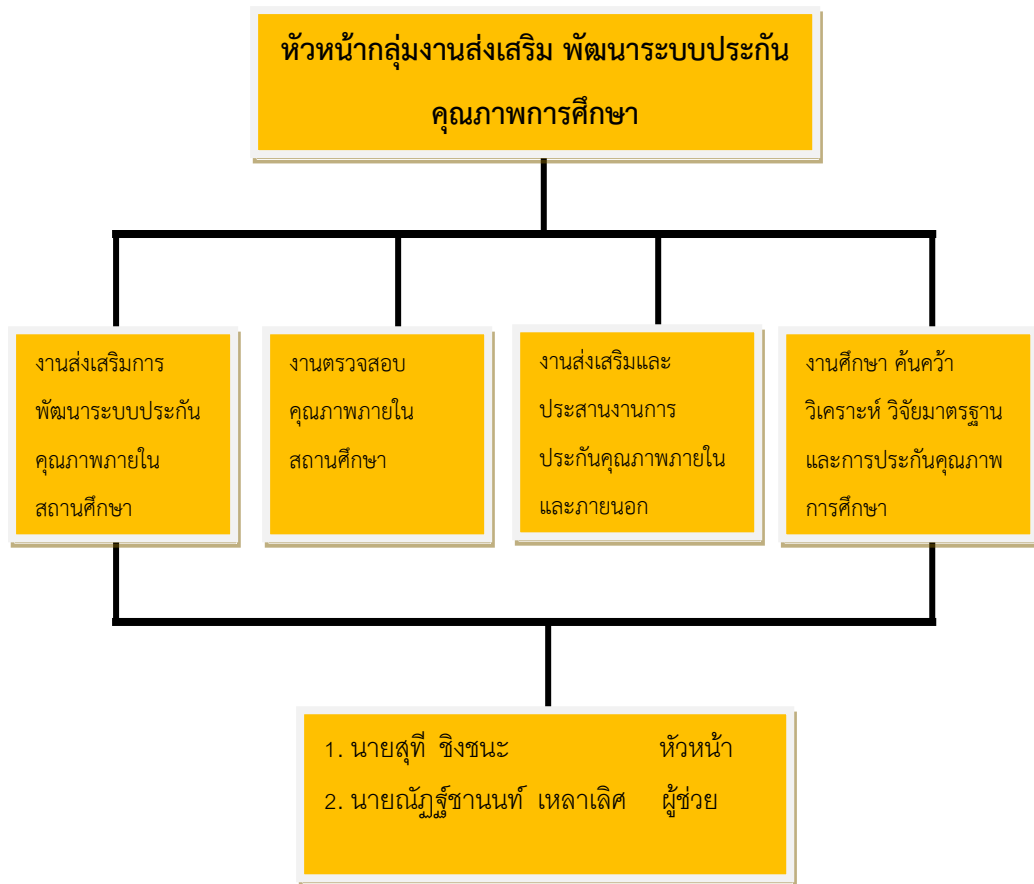 หัวหน้ากลุ่มงานส่งเสริม พัฒนาระบบประกัน
คุณภาพการศึกษา
งานส่งเสริมการ
พัฒนาระบบประกัน
คุณภาพภายใน
สถานศึกษา
งานตรวจสอบ
คุณภาพภายใน
สถานศึกษา
งานส่งเสริมและ
ประสานงานการ
ประกันคุณภาพภายใน
และภายนอก
งานศึกษา ค้นคว้า
วิเคราะห์ วิจัยมาตรฐาน
และการประกันคุณภาพ
การศึกษา
1. นายสุที ชิงชนะ หัวหน้า
2. นายณัฏฐ์ชานนท์ เหลาเลิศ ผู้ช่วย